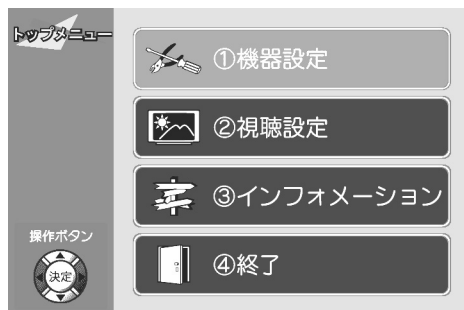 トップメニュー
①機器設定
②視聴設定
③インフォメーション
④終了
操作ボタン
決定